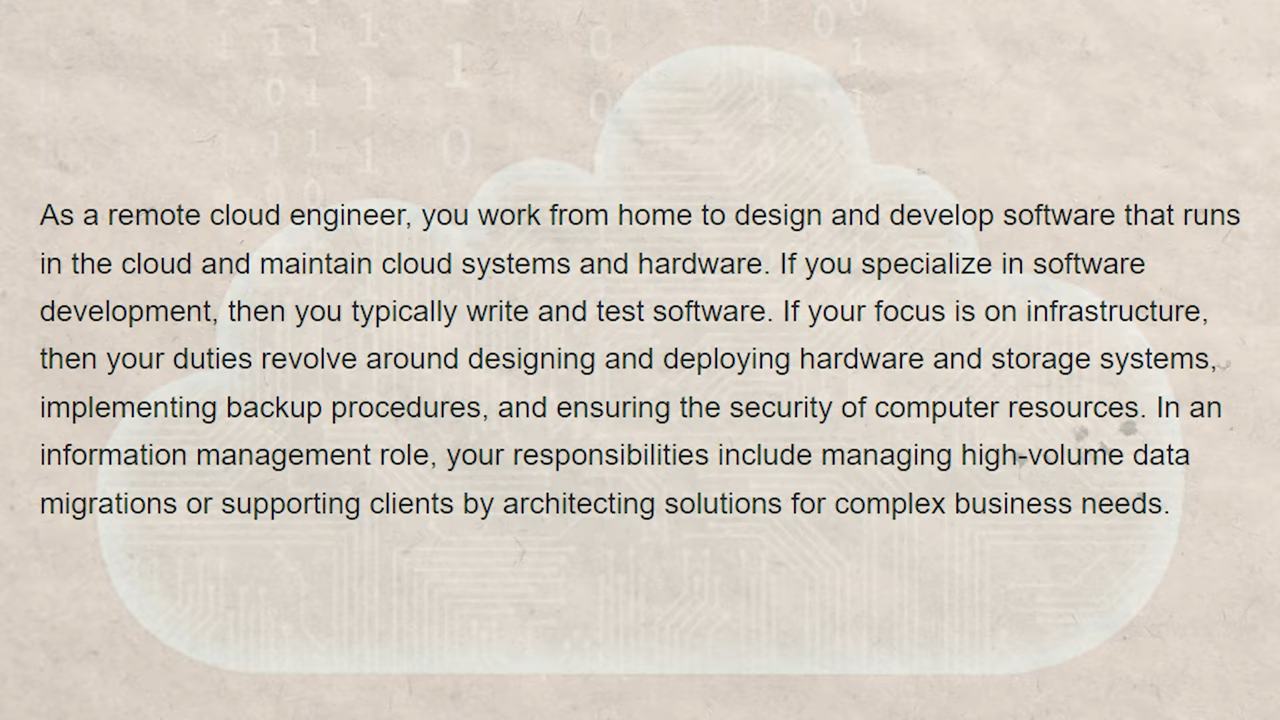 As a remote cloud engineer, you work from home to design and develop software that runs
in the cloud and maintain cloud systems and hardware. If you specialize in software
development, then you typically write and test software. If your focus is on infrastructure,
then your duties revolve around designing and deploying hardware and storage systems,
implementing backup procedures, and ensuring the security of computer resources. In an
information management role, your responsibilities include managing high-volume data
migrations or supporting clients by architecting solutions for complex business needs.